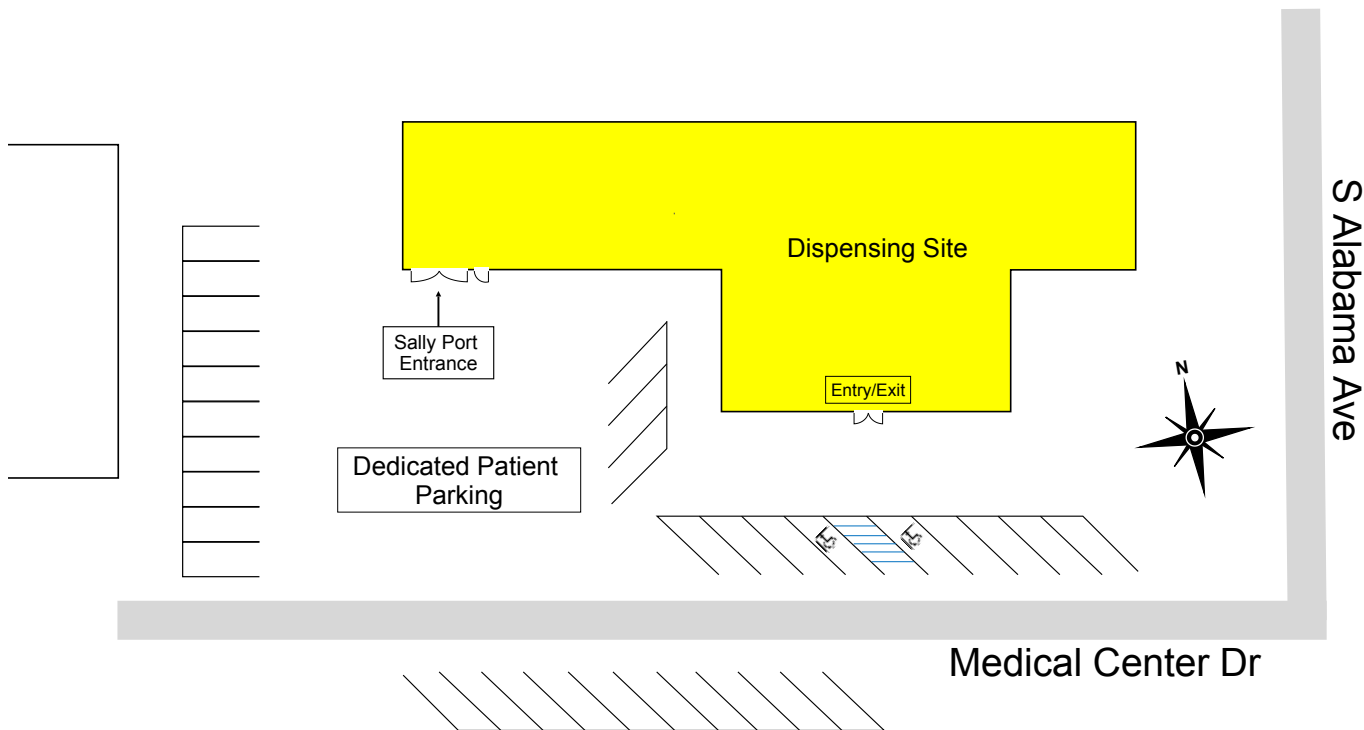 S Alabama Ave
Dispensing Site
Sally Port
Entrance
Entry/Exit
N
Dedicated Patient
Parking
Medical Center Dr